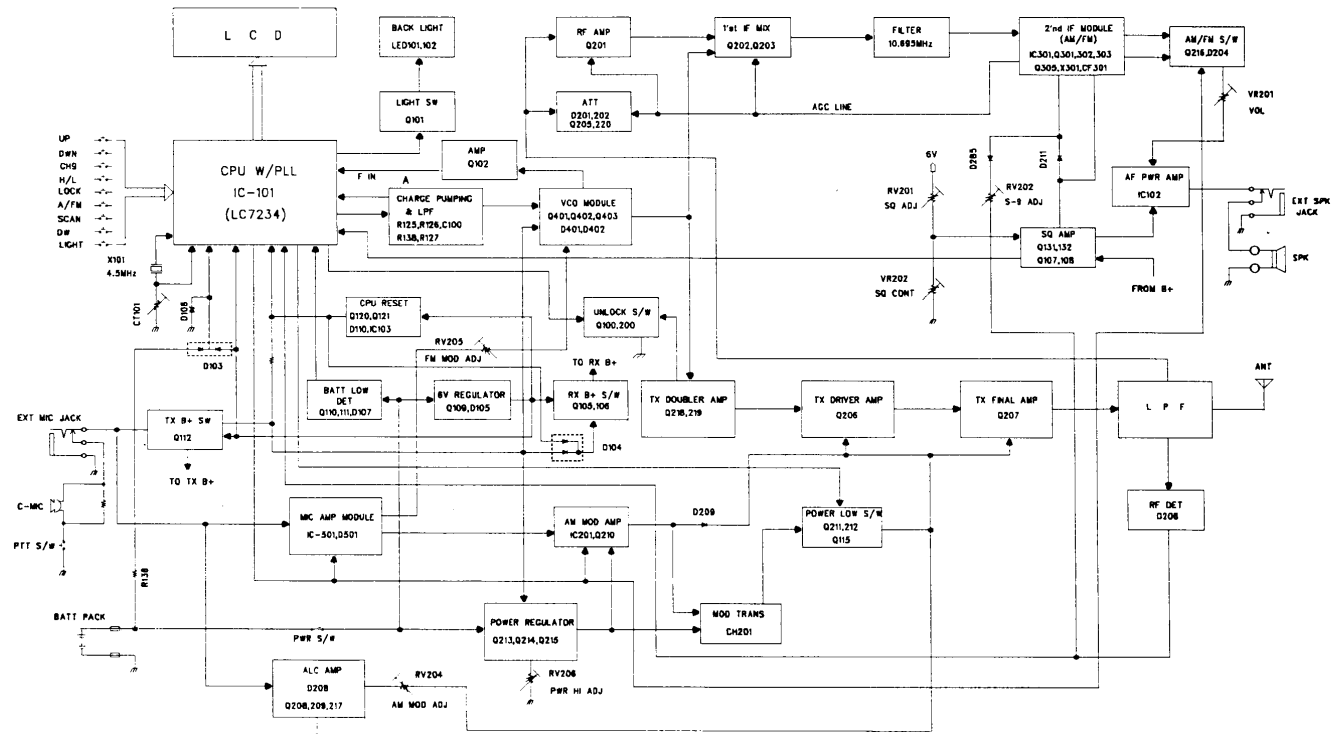 L C D
BACK LIGHT
LED101,102
LIGHT SW
Q101
RF AMP
Q201
1'st IF MIX
Q202,Q203
FILTER
10.695MHz
2'nd IF MODULE
(AM/FM)
IC301,Q301,302,303
Q305,X301,CF301
AM/FM S/W
Q216,D204
ATT
D201,202
Q205,220
AGC LINE
VR201
VOL
UP
DWN
CH9
H/L
LOCK
A/FM
SCAN
DW
LIGHT
CPU W/PLL
IC-101
(LC7234)
AMP
Q102
F IN
A
CHARGE PUMPING
& LPF
R125,R126,C100
R138,R127
VCO MODULE
Q401,Q402,Q403
D401,D402
6V
RV201
SQ ADJ
D205
RV202
S-9 ADJ
D211
AF PWR AMP
IC102
EXT SPK
JACK
SPK
SQ AMP
Q131,132
Q107,108
FROM B+
VR202
SQ CONT
X101
4.5MHz
CT101
D106
D103
CPU RESET
Q120,Q121
D110,IC103
UNLOCK S/W
Q100,200
RV205
FM MOD ADJ
TO RX B+
BATT LOW
DET
Q110,111,D107
6V REGULATOR
Q109,D105
RX B+ S/W
Q105,106
D104
TX DOUBLER AMP
Q218,219
TX DRIVER AMP
Q206
TX FINAL AMP
Q207
L P F
ANT
EXT MIC JACK
TX B+ SW
Q112
TO TX B+
C-MIC
PTT S/W
R138
MIC AMP MODULE
IC-501,D501
AM MOD AMP
IC201,Q210
D209
POWER LOW S/W
Q211,212
Q115
RF DET
D206
BATT PACK
PWR S/W
POWER REGULATOR
Q213,Q214,Q215
MOD TRANS
CH201
ALC AMP
D208
Q208,209,217
RV204
AM MOD ADJ
RV206
PWR HI ADJ